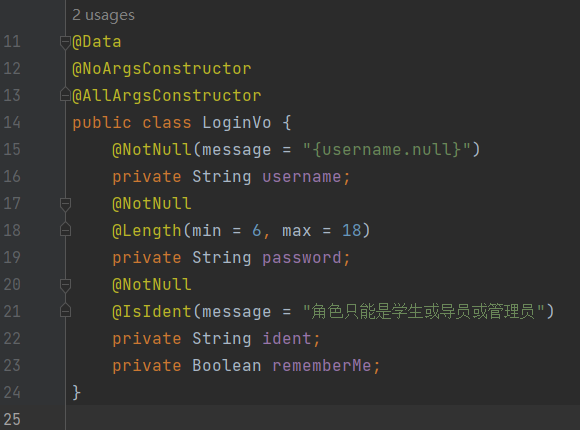 2 usages
11 @Data
12 @NoArgsConstructor
13 @AllArgsConstructor
14 public class LoginVo {
15 @NotNull(message = "{username.null}")
16 private String username;
17 @NotNull
18 @Length(min = 6, max = 18)
19 private String password;
20 @NotNull
21 @IsIdent(message = "角色只能是学生或导员或管理员")
22 private String ident;
23 private Boolean rememberMe;
24 }
25